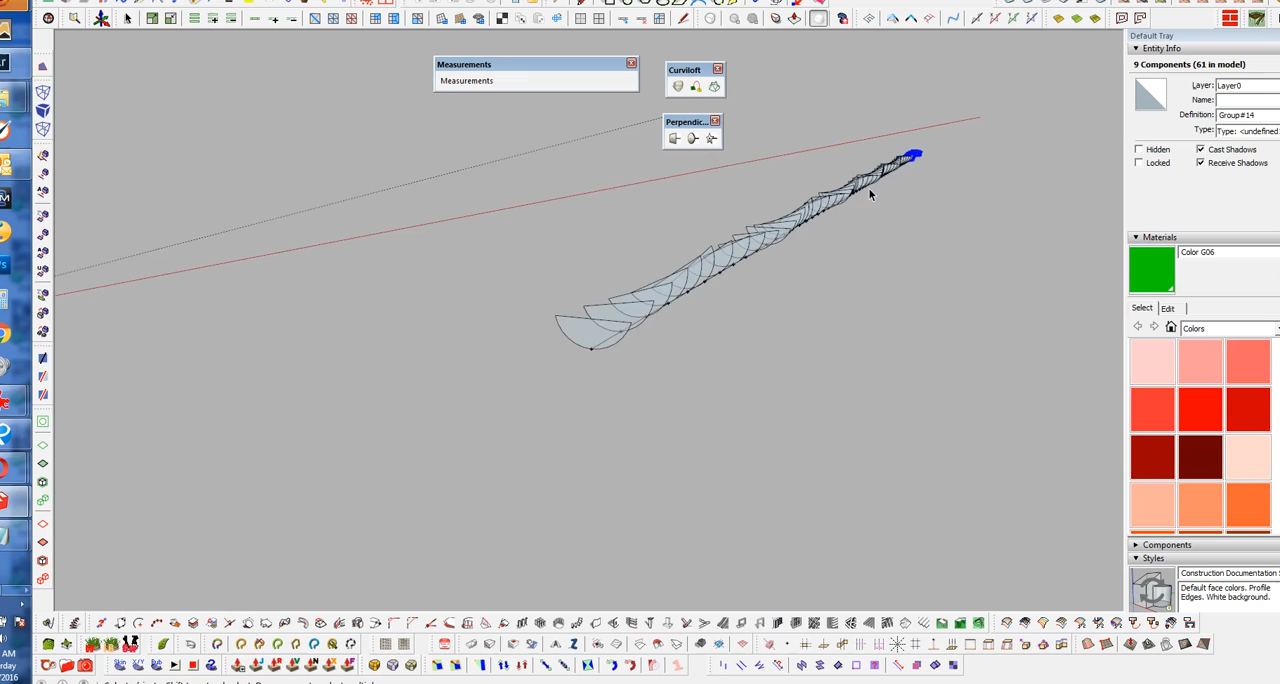 Default Tray
Entity Info
Measurements
Measurements
Curviloft
9 Components (61 in model)
Layer: Layer0
Name:
Definition: Group#14
Type: Type: <undefined
Perpendic...
Hidden
Cast Shadows
Locked
Receive Shadows
Materials
Color G06
Select
Edit
Colors
Components
Styles
Construction Documentation
Default face colors. Profile
Edges. White background.
AM
/2016